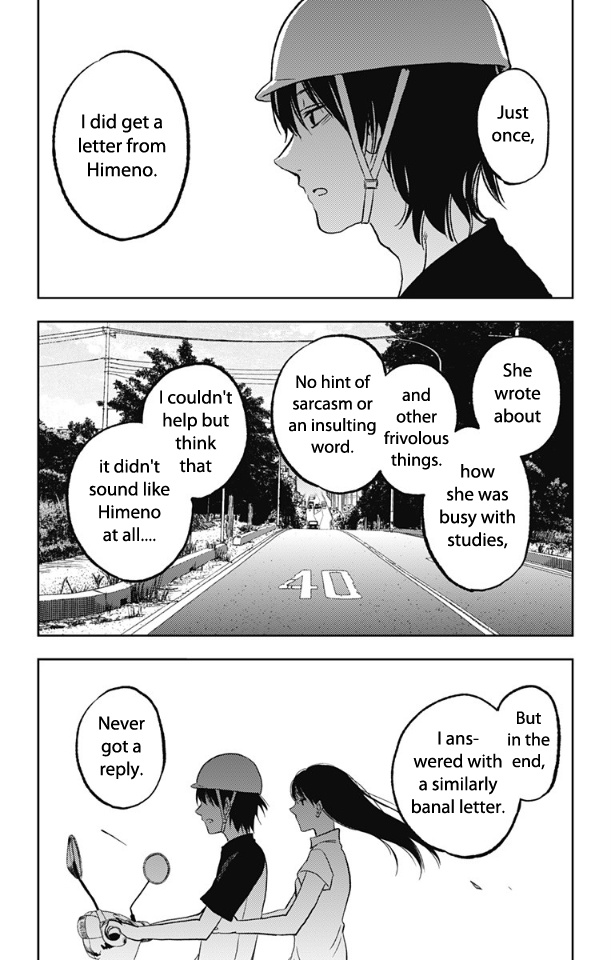 Just
once,
I did get a
letter from
Himeno.
She
wrote
about
how
she was
busy with
studies,
and
other
frivolous
things.
No hint of
sarcasm or
an insulting
word.
I couldn't
help but
think
that
it didn't
sound like
Himeno
at all....
40
But
in the
end,
I ans-
wered with
a similarly
banal letter.
Never
got a
reply.